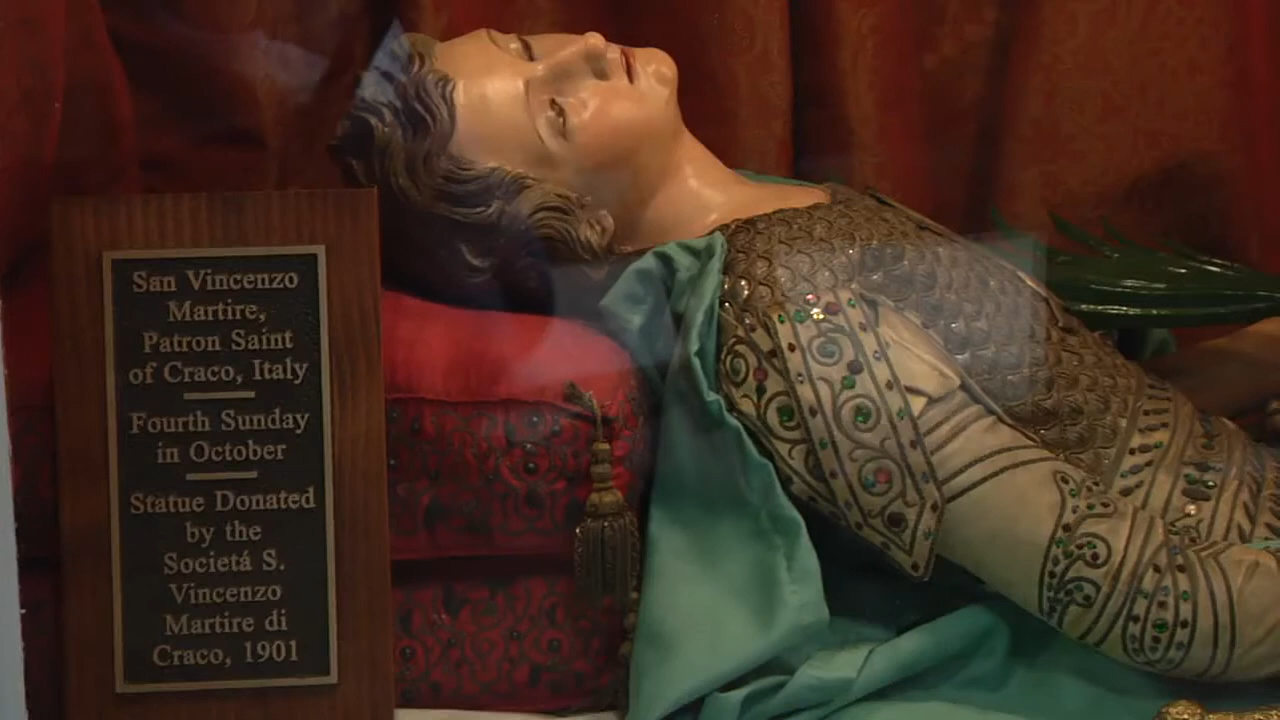 San Vincenzo
Martire,
Patron Saint
of Craco, Italy
Fourth Sunday
in October
Statue Donated
by the
Societá S.
Vincenzo
Martire di
Craco, 1901